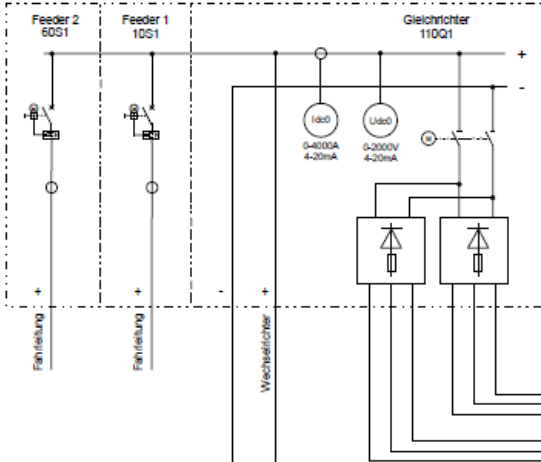 Feeder 2
60S1
Feeder 1
10S1
Gleichrichter
110Q1
+
-
Idc0
Udc0
0-4000A
4-20mA
0-2000V
4-20mA
M
+
+
-
+
Fahrleitung
Fahrleitung
Wechselrichter